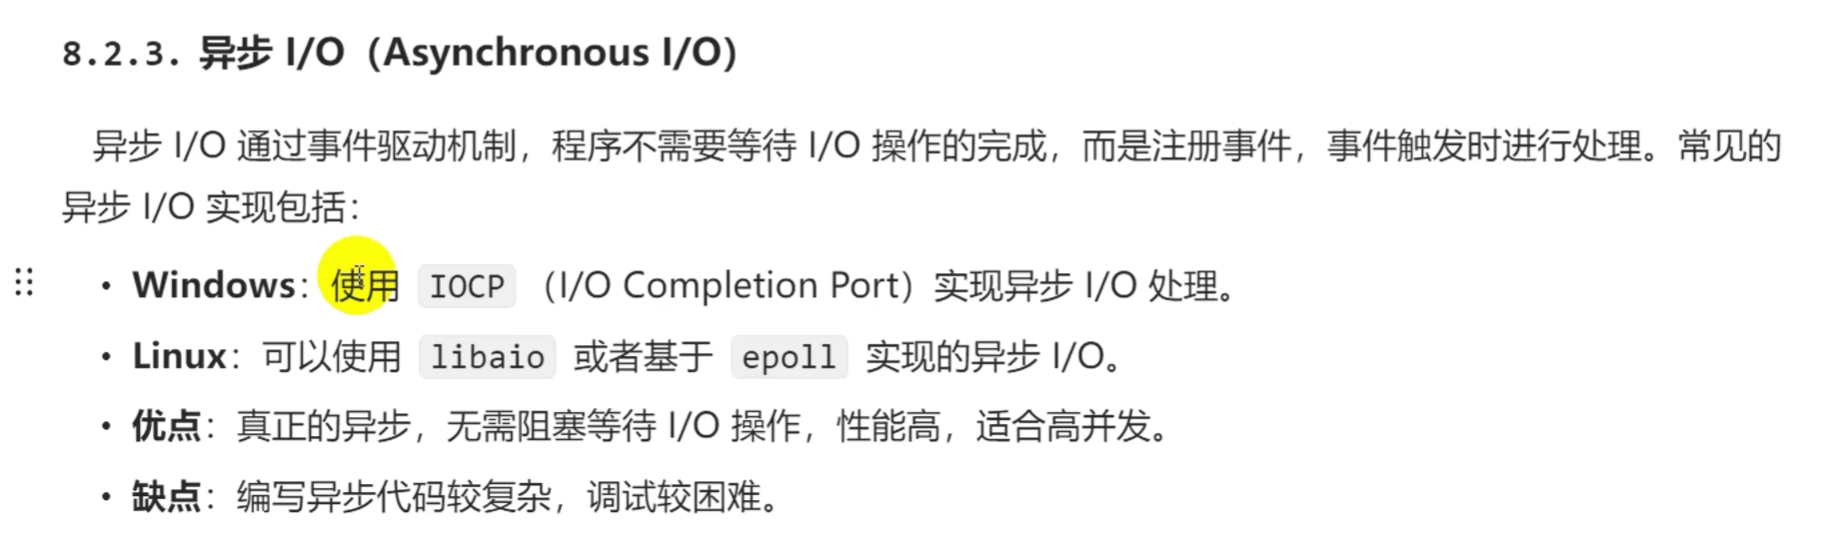 8.2.3. 异步 I/O（Asynchronous I/O）
异步 I/O 通过事件驱动机制，程序不需要等待 I/O 操作的完成，而是注册事件，事件触发时进行处理。常见的
异步 I/O 实现包括：
• Windows：使用 IOCP （I/O Completion Port）实现异步 I/O 处理。
• Linux：可以使用 libaio 或者基于 epoll 实现的异步 I/O。
• 优点：真正的异步，无需阻塞等待 I/O 操作，性能高，适合高并发。
• 缺点：编写异步代码较复杂，调试较困难。